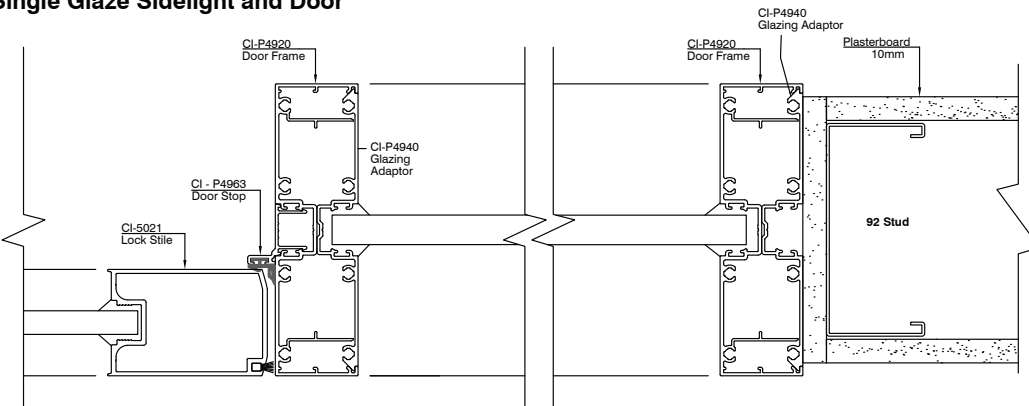 Single Glaze Sidelight and Door
CI-P4940
Glazing Adaptor
CI-P4920
Door Frame
CI-P4920
Door Frame
Plasterboard
10mm
CI-P4940
Glazing
Adaptor
CI - P4963
Door Stop
92 Stud
CI-5021
Lock Stile